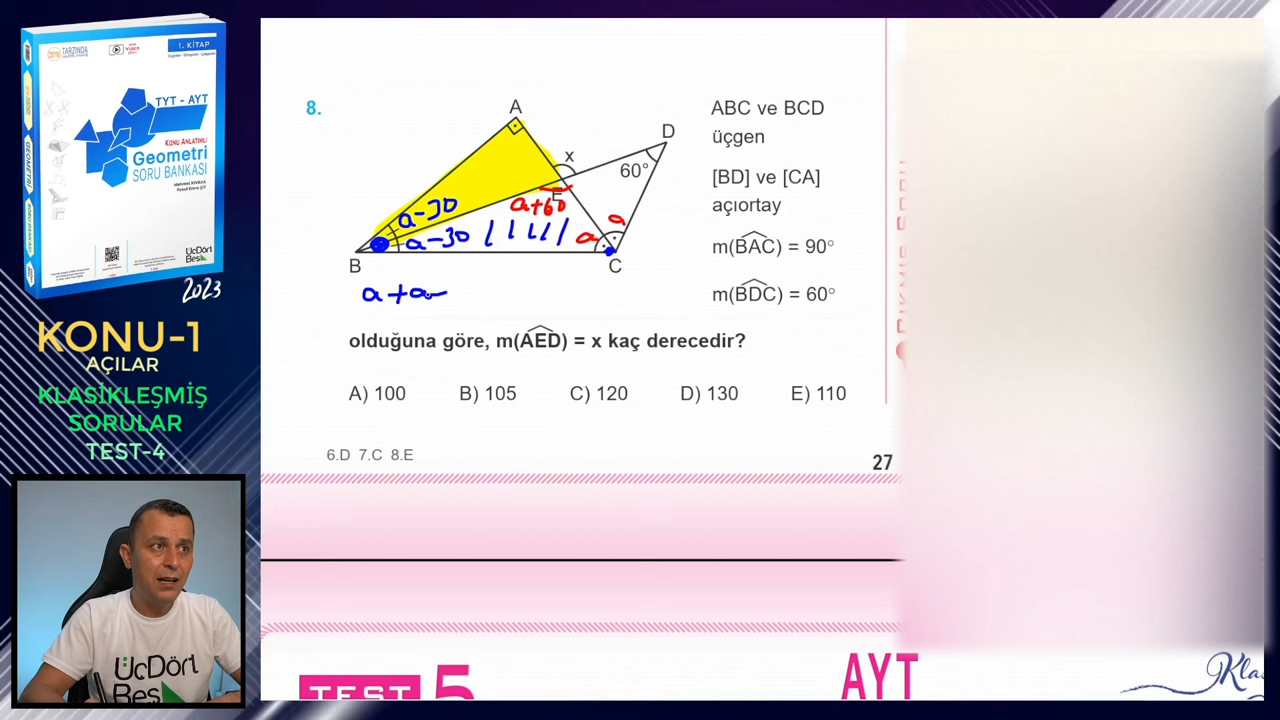 1. KİTAP
TYT - AYT
KONU ANLATIMLI
Geometri
SORU BANKASI
ÜçDört
Beş
2023
KONU-1
AÇILAR
KLASİKLEŞMİŞ
SORULAR
TEST-4
ÜçDört
Beş
8.
A
D
x
60°
E
B
C
a-30
a-30
a+60
a
a
a+a-
ABC ve BCD
üçgen
[BD] ve [CA]
açıortay
m(BAC) = 90°
m(BDC) = 60°
olduğuna göre, m(AED) = x kaç derecedir?
A) 100 B) 105 C) 120 D) 130 E) 110
6.D 7.C 8.E
27
TEST 5
AYT